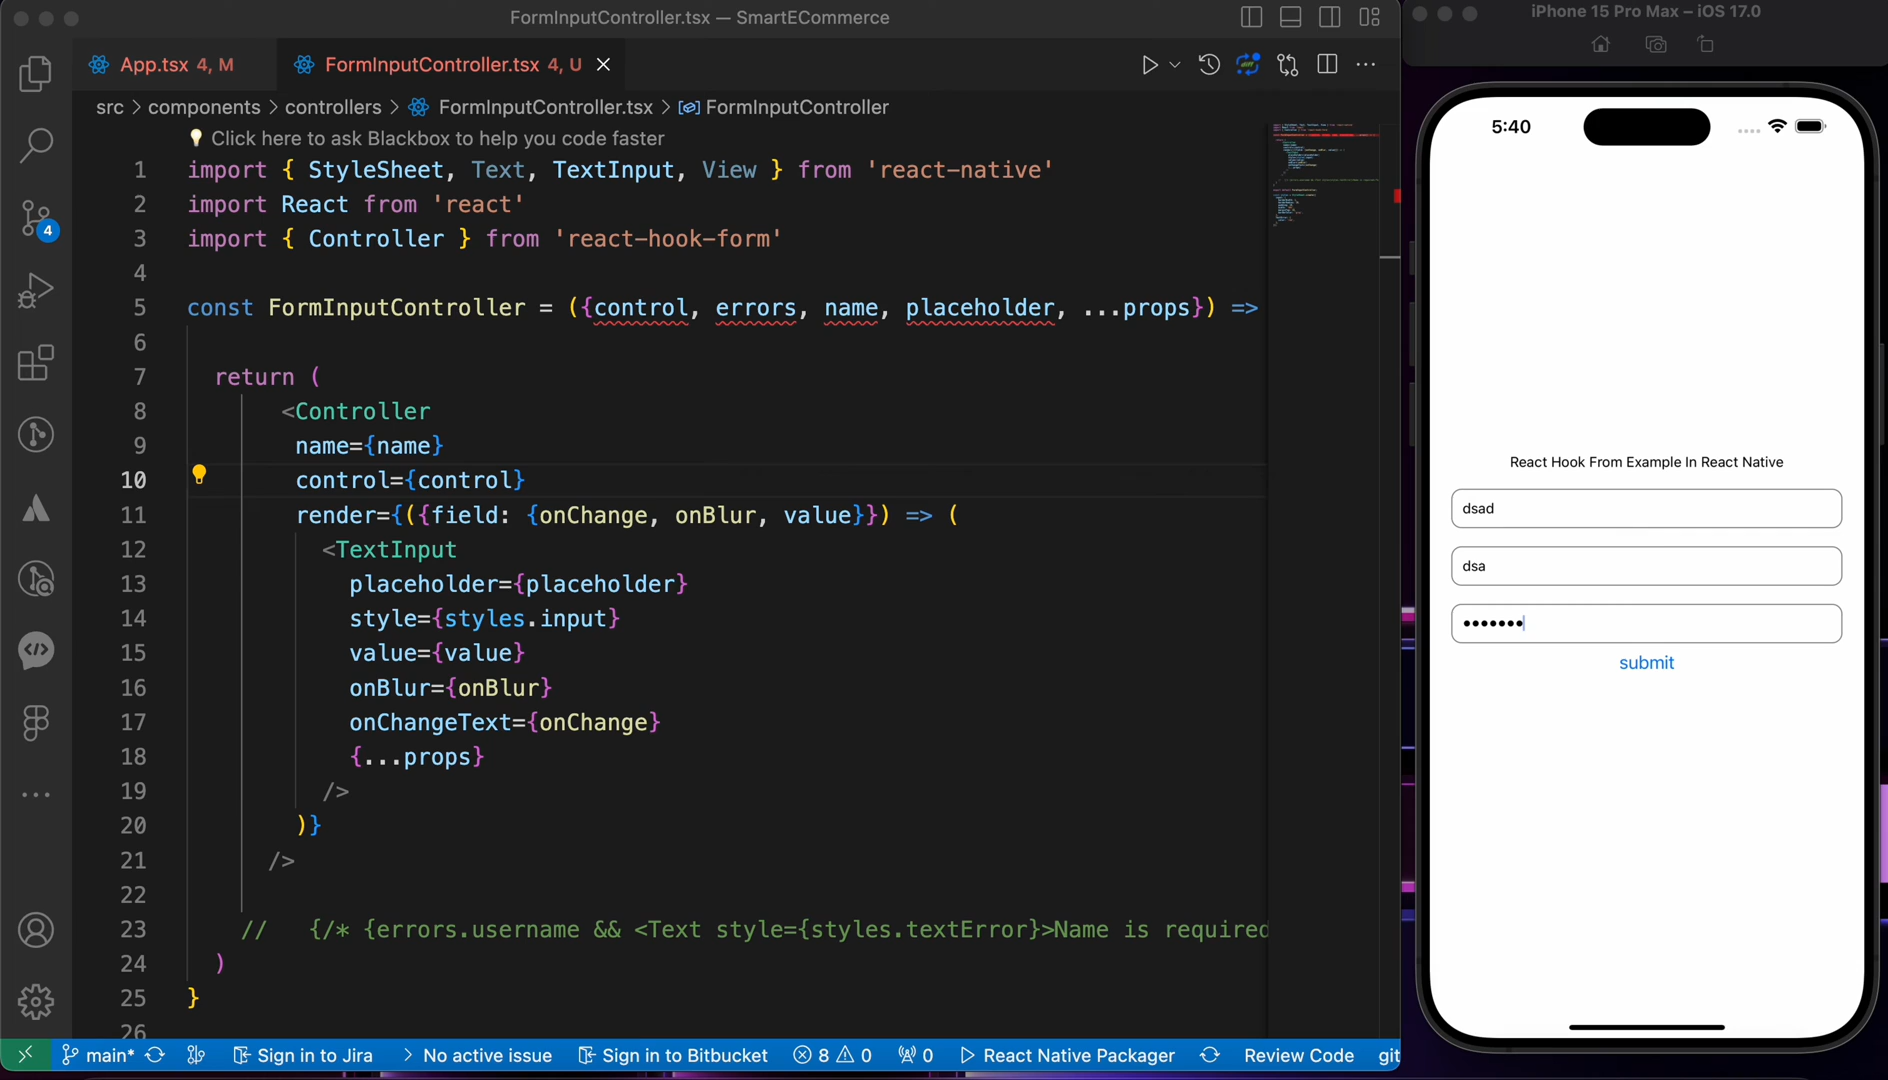 FormInputController.tsx — SmartECommerce
App.tsx 4, M
FormInputController.tsx 4, U
src > components > controllers > FormInputController.tsx > FormInputController
Click here to ask Blackbox to help you code faster
1 import { StyleSheet, Text, TextInput, View } from 'react-native'
2 import React from 'react'
3 import { Controller } from 'react-hook-form'
4
5 const FormInputController = ({control, errors, name, placeholder, ...props}) =>
6
7 return (
8 <Controller
9 name={name}
10 control={control}
11 render={({field: {onChange, onBlur, value}}) => (
12 <TextInput
13 placeholder={placeholder}
14 style={styles.input}
15 value={value}
16 onBlur={onBlur}
17 onChangeText={onChange}
18 {...props}
19 />
20 )}
21 />
22
23 // {/* {errors.username && <Text style={styles.textError}>Name is required
24 )
25 }
26
4
main* Sign in to Jira > No active issue Sign in to Bitbucket 8 0 0 React Native Packager Review Code git
iPhone 15 Pro Max – iOS 17.0
5:40
React Hook From Example In React Native
dsad
dsa
•••••••
submit